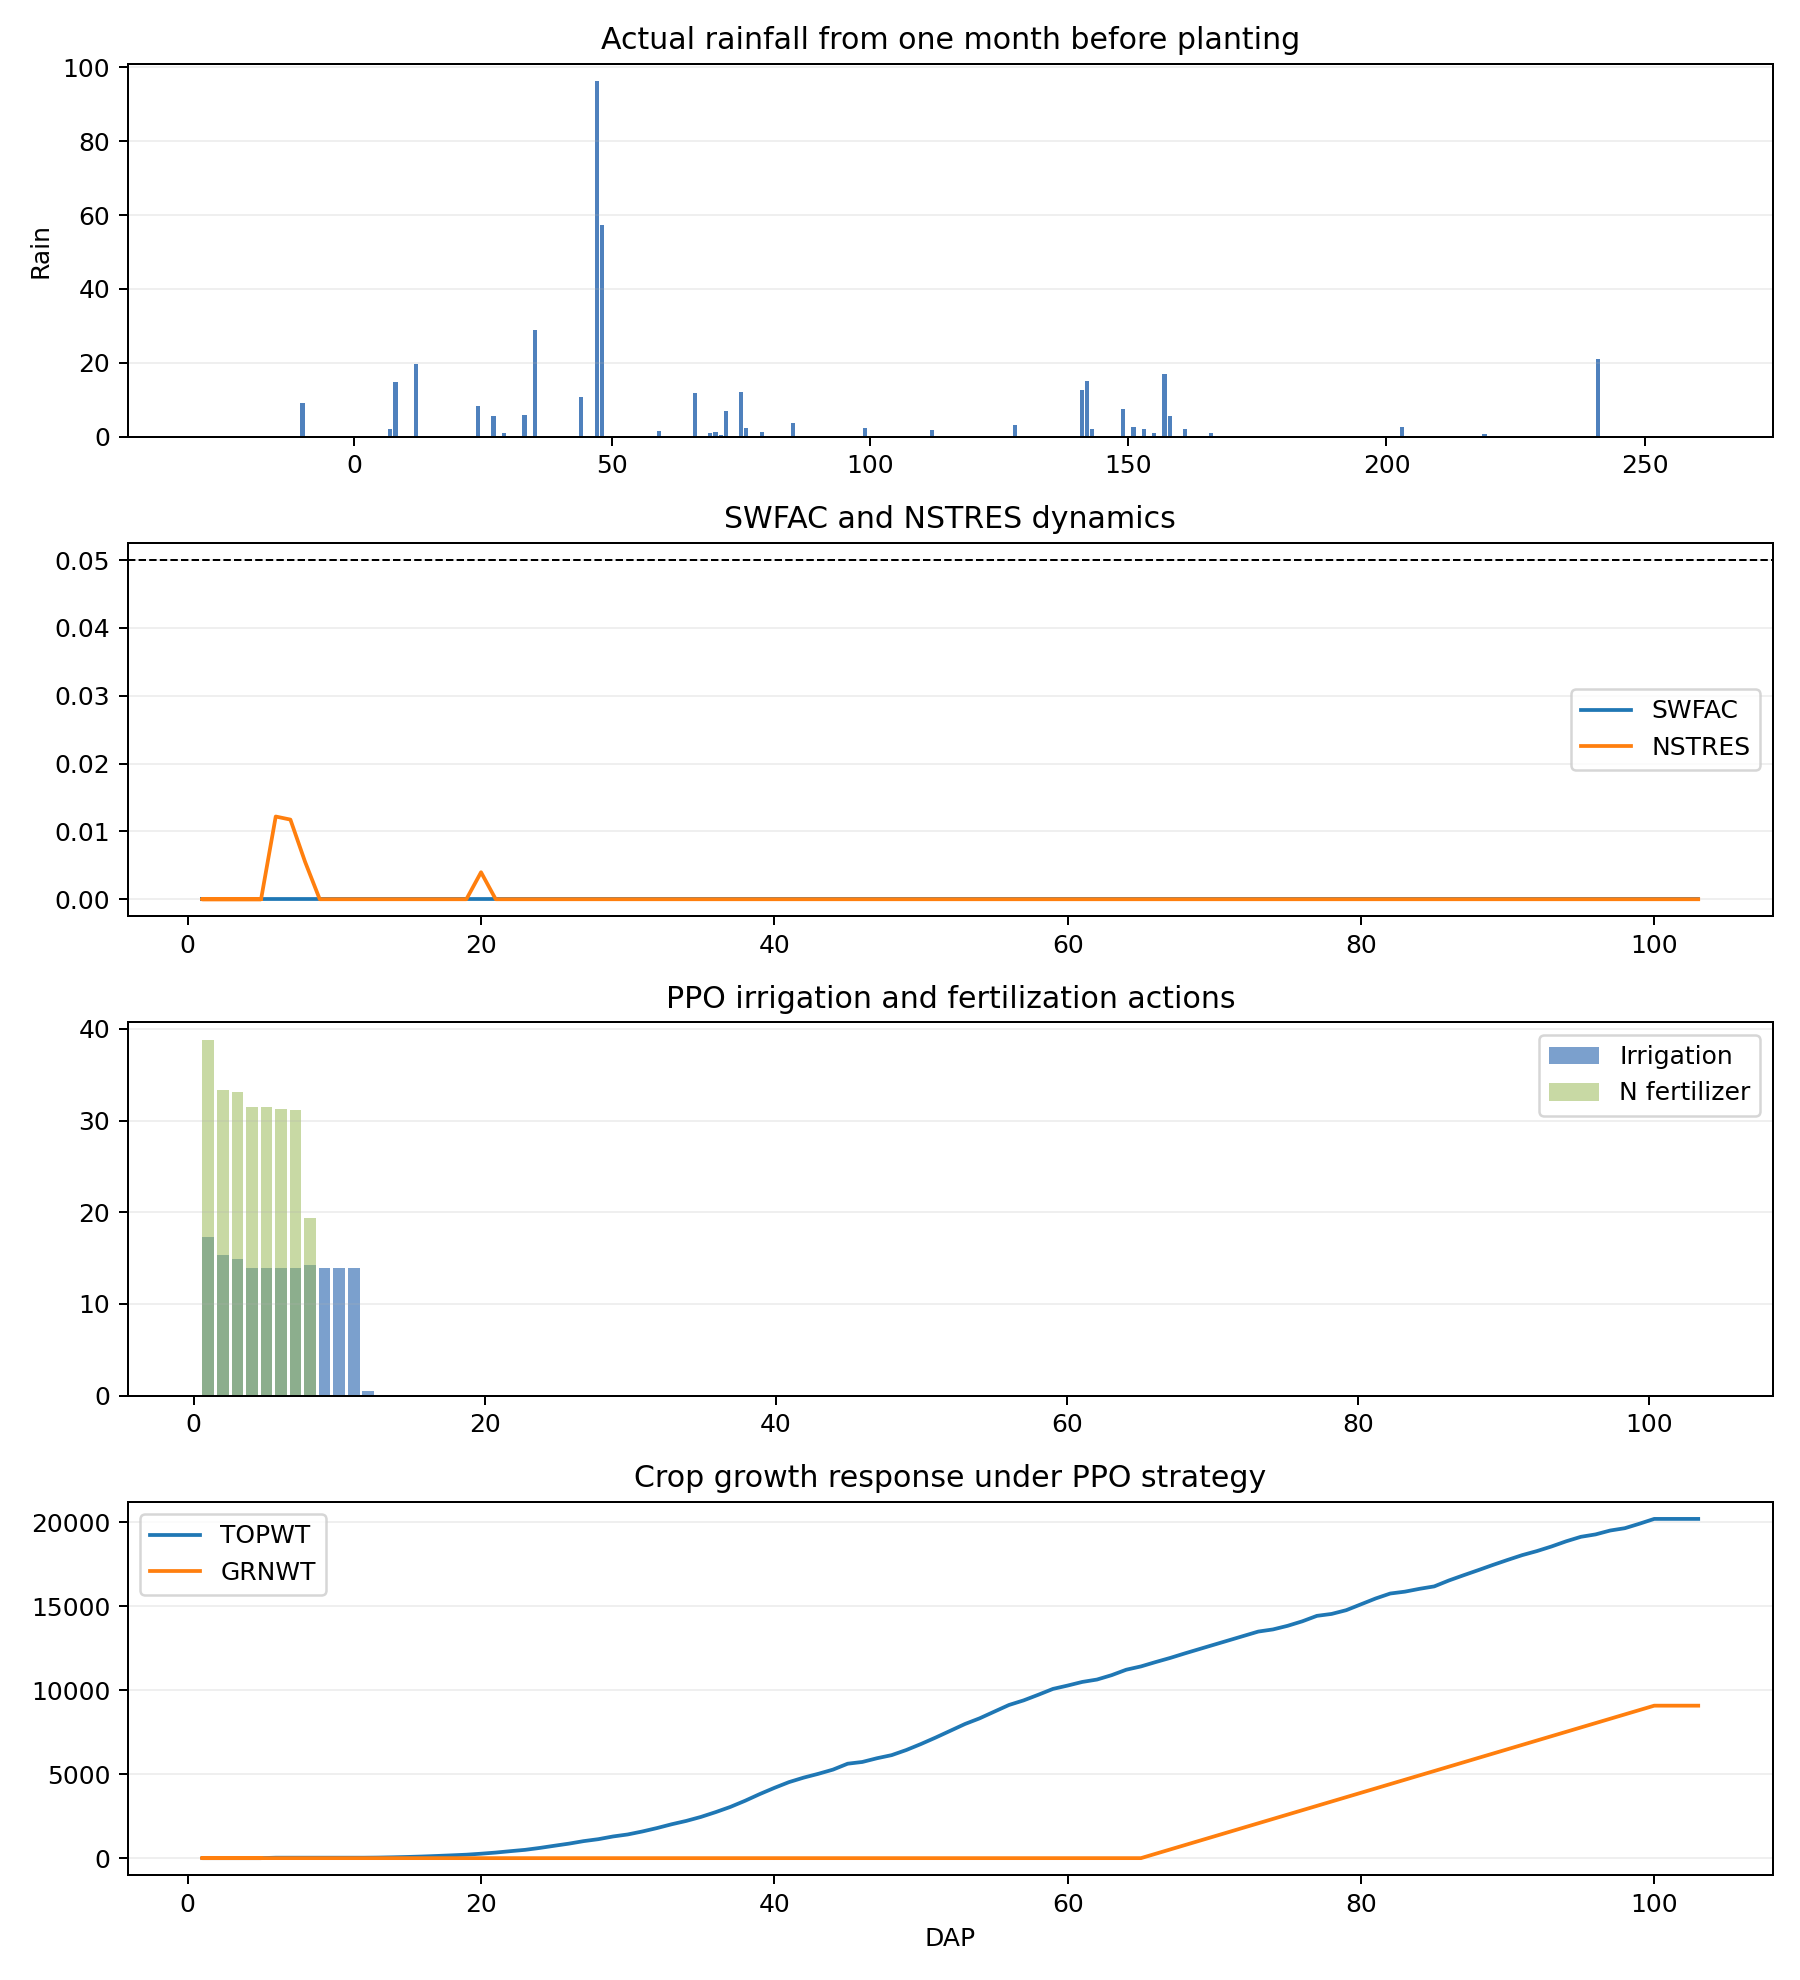 Actual rainfall from one month before planting
100
80
60
40
20
0
Rain
0 50 100 150 200 250
SWFAC and NSTRES dynamics
0.05
0.04
0.03
0.02
0.01
0.00
SWFAC
NSTRES
0 20 40 60 80 100
PPO irrigation and fertilization actions
40
30
20
10
0
Irrigation
N fertilizer
0 20 40 60 80 100
Crop growth response under PPO strategy
20000
15000
10000
5000
0
TOPWT
GRNWT
0 20 40 60 80 100
DAP